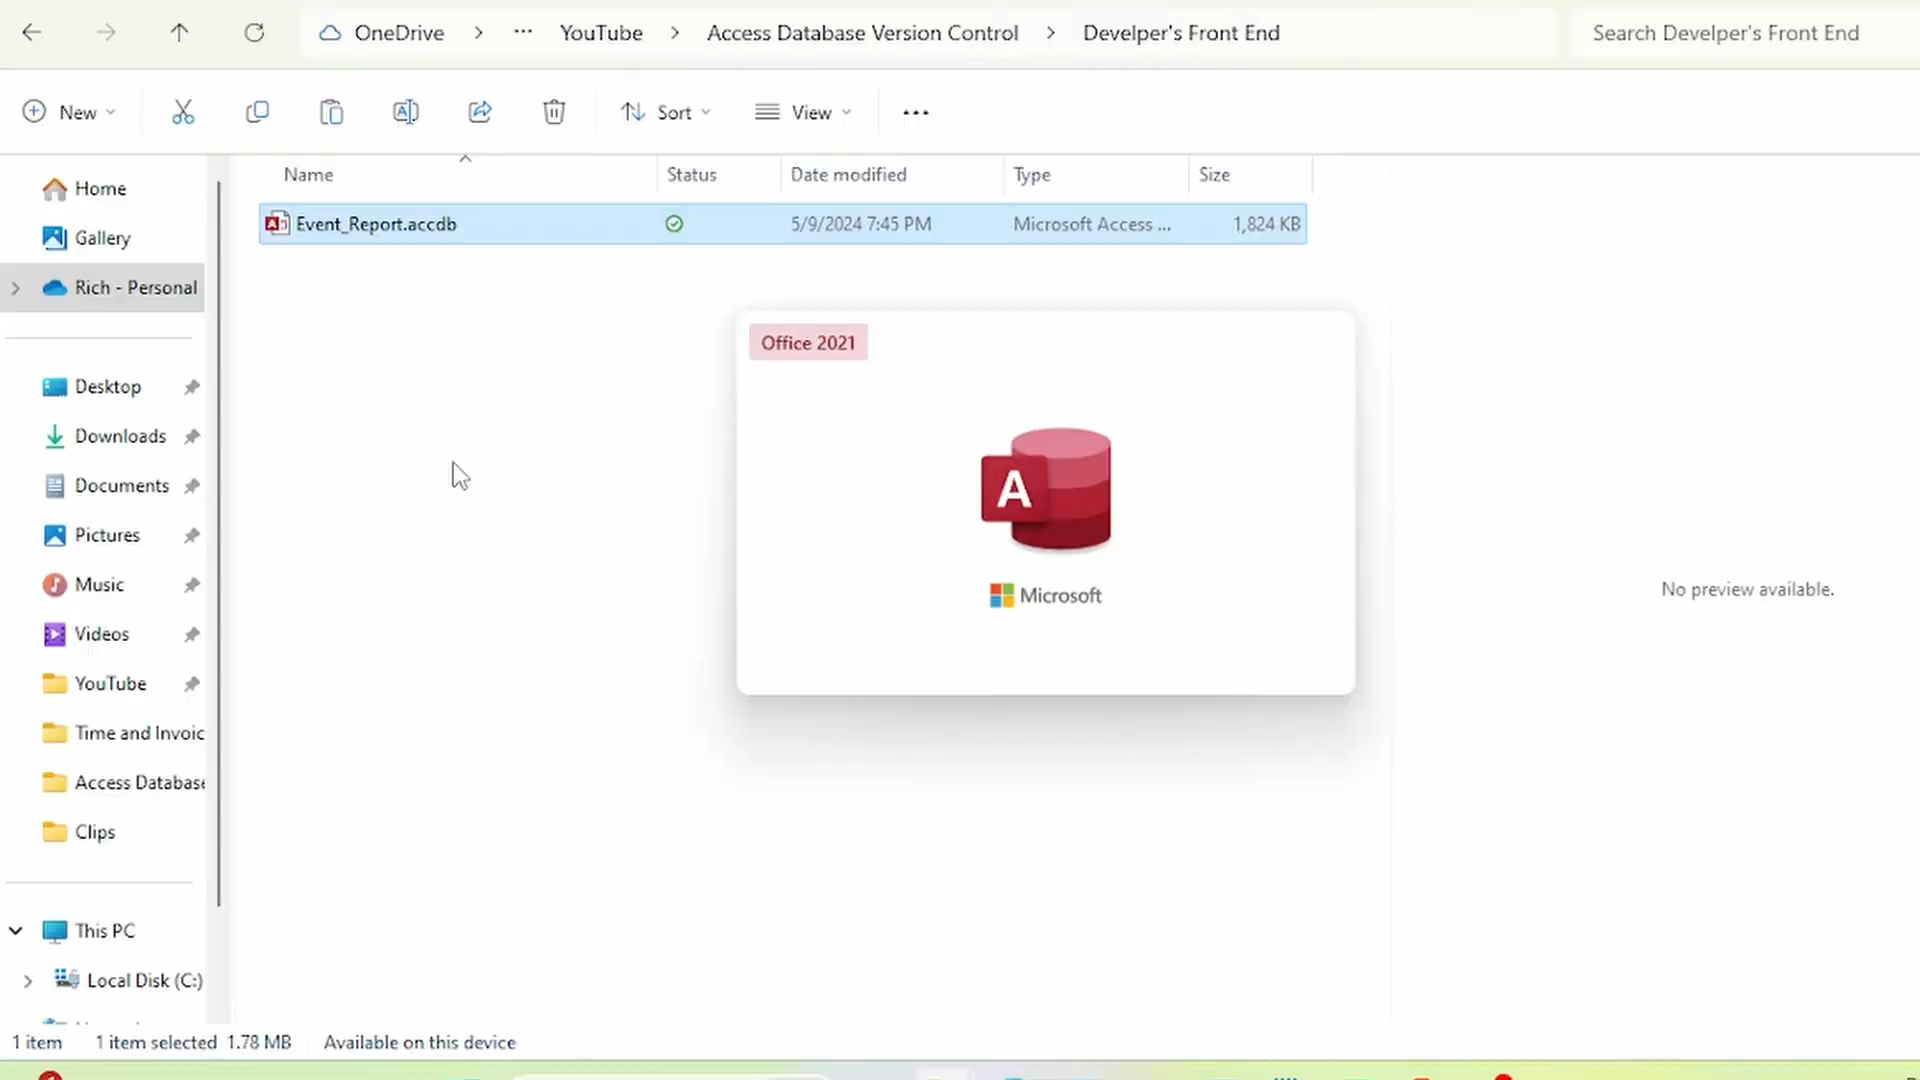 OneDrive > ... YouTube > Access Database Version Control > Develper's Front End
Search Develper's Front End
New
Sort
View
...
Name Status Date modified Type Size
Event_Report.accdb 5/9/2024 7:45 PM Microsoft Access ... 1,824 KB
Home
Gallery
Rich - Personal
Desktop
Downloads
Documents
Pictures
Music
Videos
YouTube
Time and Invoic
Access Database
Clips
This PC
Local Disk (C:)
Office 2021
A
Microsoft
No preview available.
1 item 1 item selected 1.78 MB Available on this device